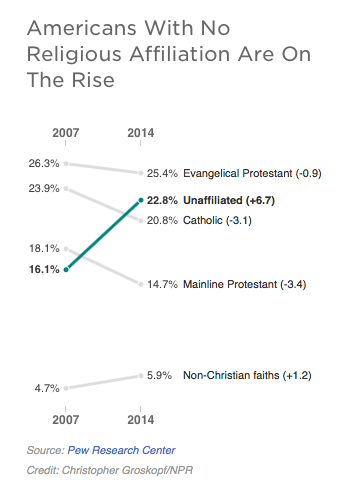 Americans With No
Religious Affiliation Are On
The Rise
2007 2014
26.3%
25.4% Evangelical Protestant (-0.9)
23.9%
22.8% Unaffiliated (+6.7)
20.8% Catholic (-3.1)
18.1%
16.1%
14.7% Mainline Protestant (-3.4)
5.9% Non-Christian faiths (+1.2)
4.7%
2007 2014
Source: Pew Research Center
Credit: Christopher Groskopf/NPR